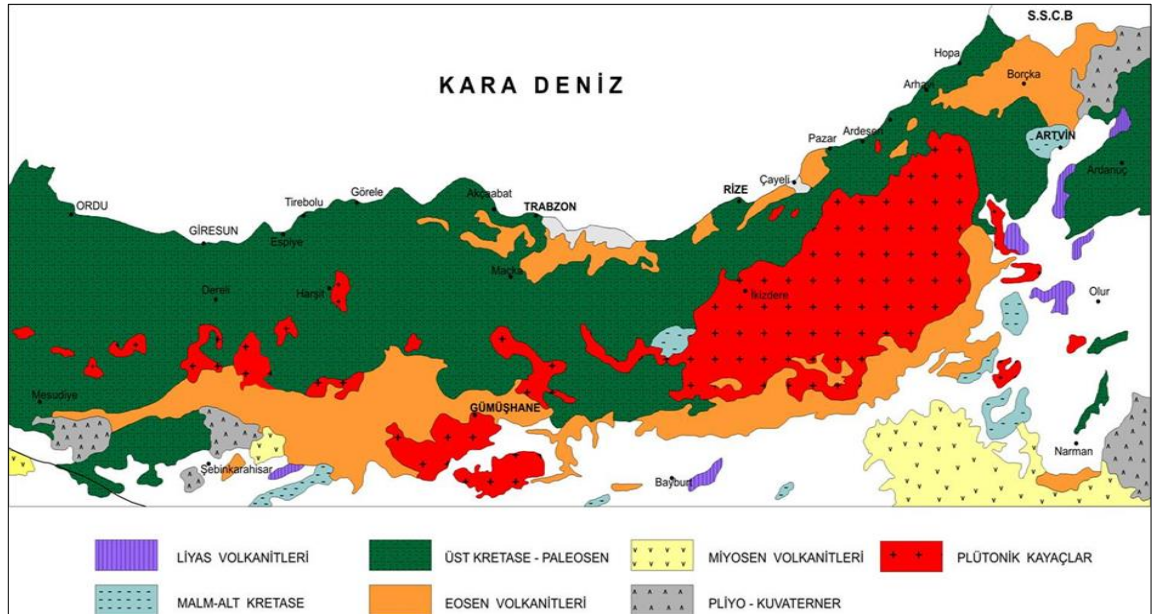 S.S.C.B
Hopa
KARA DENİZ
Borçka
Arhavi
Pazar
Ardeşen
ARTVİN
Ardanuç
Çayeli
RİZE
Görele
Akçaabat
Tirebolu
ORDU
TRABZON
GİRESUN
Espiye
Maçka
Dereli
Harşit
İkizdere
Olur
Mesudiye
GÜMÜŞHANE
Narman
Şebinkarahisar
Bayburt
LİYAS VOLKANİTLERİ
ÜST KRETASE - PALEOSEN
MİYOSEN VOLKANİTLERİ
PLÜTONİK KAYAÇLAR
MALM-ALT KRETASE
EOSEN VOLKANİTLERİ
PLİYO - KUVATERNER